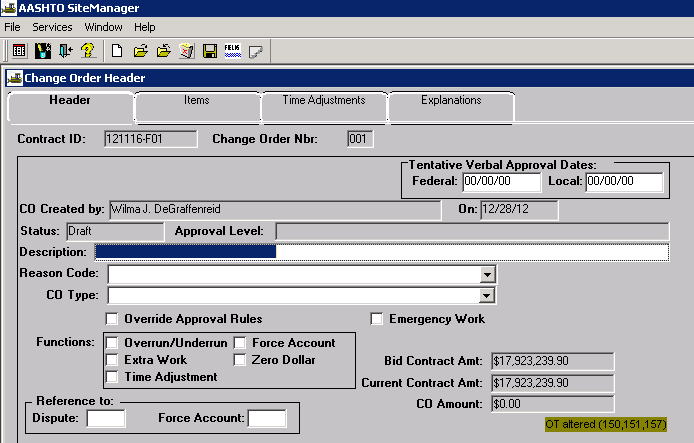 AASHTO SiteManager
File Services Window Help
FELIS
Change Order Header
Header Items Time Adjustments Explanations
Contract ID: 121116-F01 Change Order Nbr: 001
Tentative Verbal Approval Dates:
Federal: 00/00/00 Local: 00/00/00
CO Created by: Wilma J. DeGraffenreid On: 12/28/12
Status: Draft Approval Level:
Description:
Reason Code:
CO Type:
Override Approval Rules Emergency Work
Functions: Overrun/Underrun Force Account
Extra Work Zero Dollar
Time Adjustment
Bid Contract Amt: $17,923,239.90
Current Contract Amt: $17,923,239.90
CO Amount: $0.00
Reference to:
Dispute: Force Account:
OT altered (150,151,157)